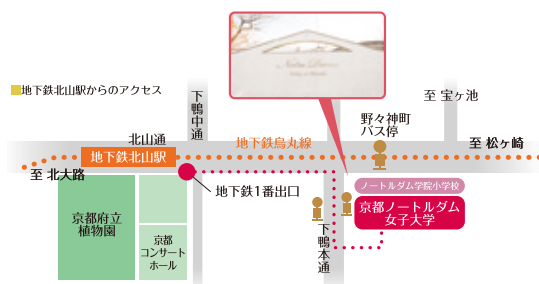 地下鉄北山駅からのアクセス
Notre Dame
下鴨中通
至 宝ヶ池
野々神町
バス停
北山通
地下鉄烏丸線
至 松ヶ崎
地下鉄北山駅
至 北大路
地下鉄1番出口
ノートルダム学院小学校
京都ノートルダム
女子大学
京都府立
植物園
京都
コンサート
ホール
下鴨本通